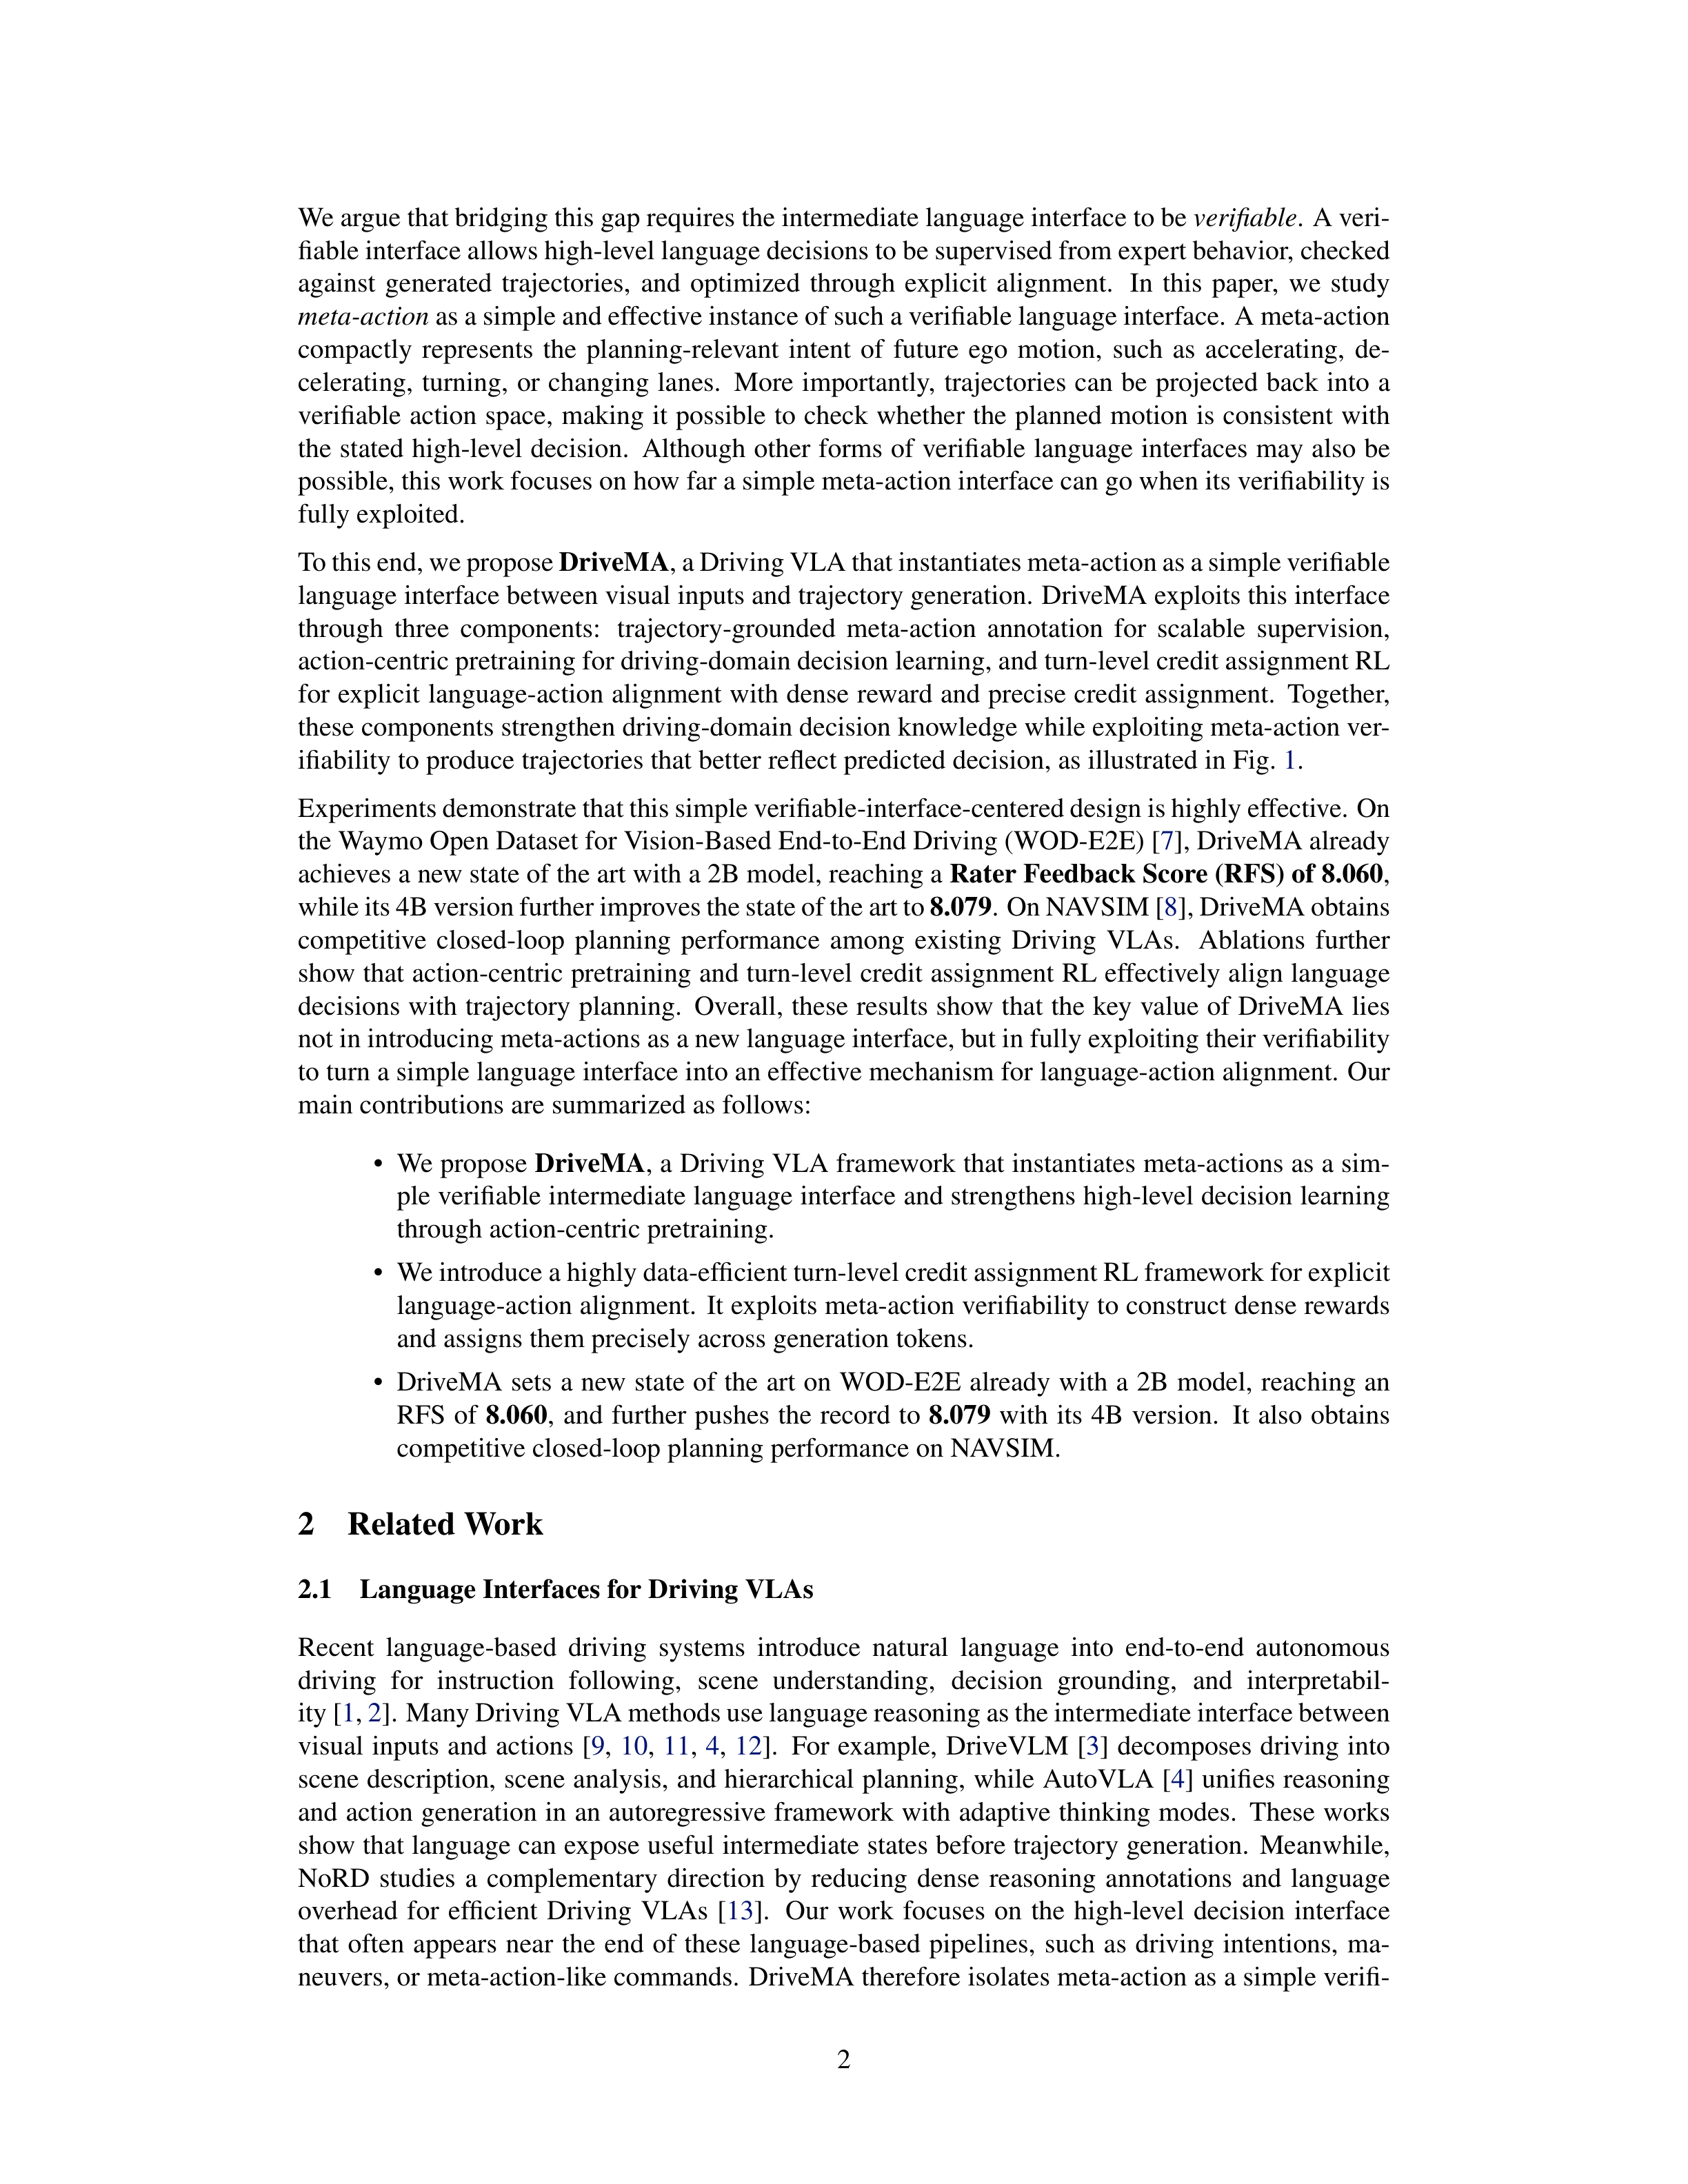 We argue that bridging this gap requires the intermediate language interface to be verifiable. A veri-
fiable interface allows high-level language decisions to be supervised from expert behavior, checked
against generated trajectories, and optimized through explicit alignment. In this paper, we study
meta-action as a simple and effective instance of such a verifiable language interface. A meta-action
compactly represents the planning-relevant intent of future ego motion, such as accelerating, de-
celerating, turning, or changing lanes. More importantly, trajectories can be projected back into a
verifiable action space, making it possible to check whether the planned motion is consistent with
the stated high-level decision. Although other forms of verifiable language interfaces may also be
possible, this work focuses on how far a simple meta-action interface can go when its verifiability is
fully exploited.
To this end, we propose DriveMA, a Driving VLA that instantiates meta-action as a simple verifiable
language interface between visual inputs and trajectory generation. DriveMA exploits this interface
through three components: trajectory-grounded meta-action annotation for scalable supervision,
action-centric pretraining for driving-domain decision learning, and turn-level credit assignment RL
for explicit language-action alignment with dense reward and precise credit assignment. Together,
these components strengthen driving-domain decision knowledge while exploiting meta-action ver-
ifiability to produce trajectories that better reflect predicted decision, as illustrated in Fig. 1.
Experiments demonstrate that this simple verifiable-interface-centered design is highly effective. On
the Waymo Open Dataset for Vision-Based End-to-End Driving (WOD-E2E) [7], DriveMA already
achieves a new state of the art with a 2B model, reaching a Rater Feedback Score (RFS) of 8.060,
while its 4B version further improves the state of the art to 8.079. On NAVSIM [8], DriveMA obtains
competitive closed-loop planning performance among existing Driving VLAs. Ablations further
show that action-centric pretraining and turn-level credit assignment RL effectively align language
decisions with trajectory planning. Overall, these results show that the key value of DriveMA lies
not in introducing meta-actions as a new language interface, but in fully exploiting their verifiability
to turn a simple language interface into an effective mechanism for language-action alignment. Our
main contributions are summarized as follows:
• We propose DriveMA, a Driving VLA framework that instantiates meta-actions as a sim-
ple verifiable intermediate language interface and strengthens high-level decision learning
through action-centric pretraining.
• We introduce a highly data-efficient turn-level credit assignment RL framework for explicit
language-action alignment. It exploits meta-action verifiability to construct dense rewards
and assigns them precisely across generation tokens.
• DriveMA sets a new state of the art on WOD-E2E already with a 2B model, reaching an
RFS of 8.060, and further pushes the record to 8.079 with its 4B version. It also obtains
competitive closed-loop planning performance on NAVSIM.
2 Related Work
2.1 Language Interfaces for Driving VLAs
Recent language-based driving systems introduce natural language into end-to-end autonomous
driving for instruction following, scene understanding, decision grounding, and interpretabil-
ity [1, 2]. Many Driving VLA methods use language reasoning as the intermediate interface between
visual inputs and actions [9, 10, 11, 4, 12]. For example, DriveVLM [3] decomposes driving into
scene description, scene analysis, and hierarchical planning, while AutoVLA [4] unifies reasoning
and action generation in an autoregressive framework with adaptive thinking modes. These works
show that language can expose useful intermediate states before trajectory generation. Meanwhile,
NoRD studies a complementary direction by reducing dense reasoning annotations and language
overhead for efficient Driving VLAs [13]. Our work focuses on the high-level decision interface
that often appears near the end of these language-based pipelines, such as driving intentions, ma-
neuvers, or meta-action-like commands. DriveMA therefore isolates meta-action as a simple verifi-
2